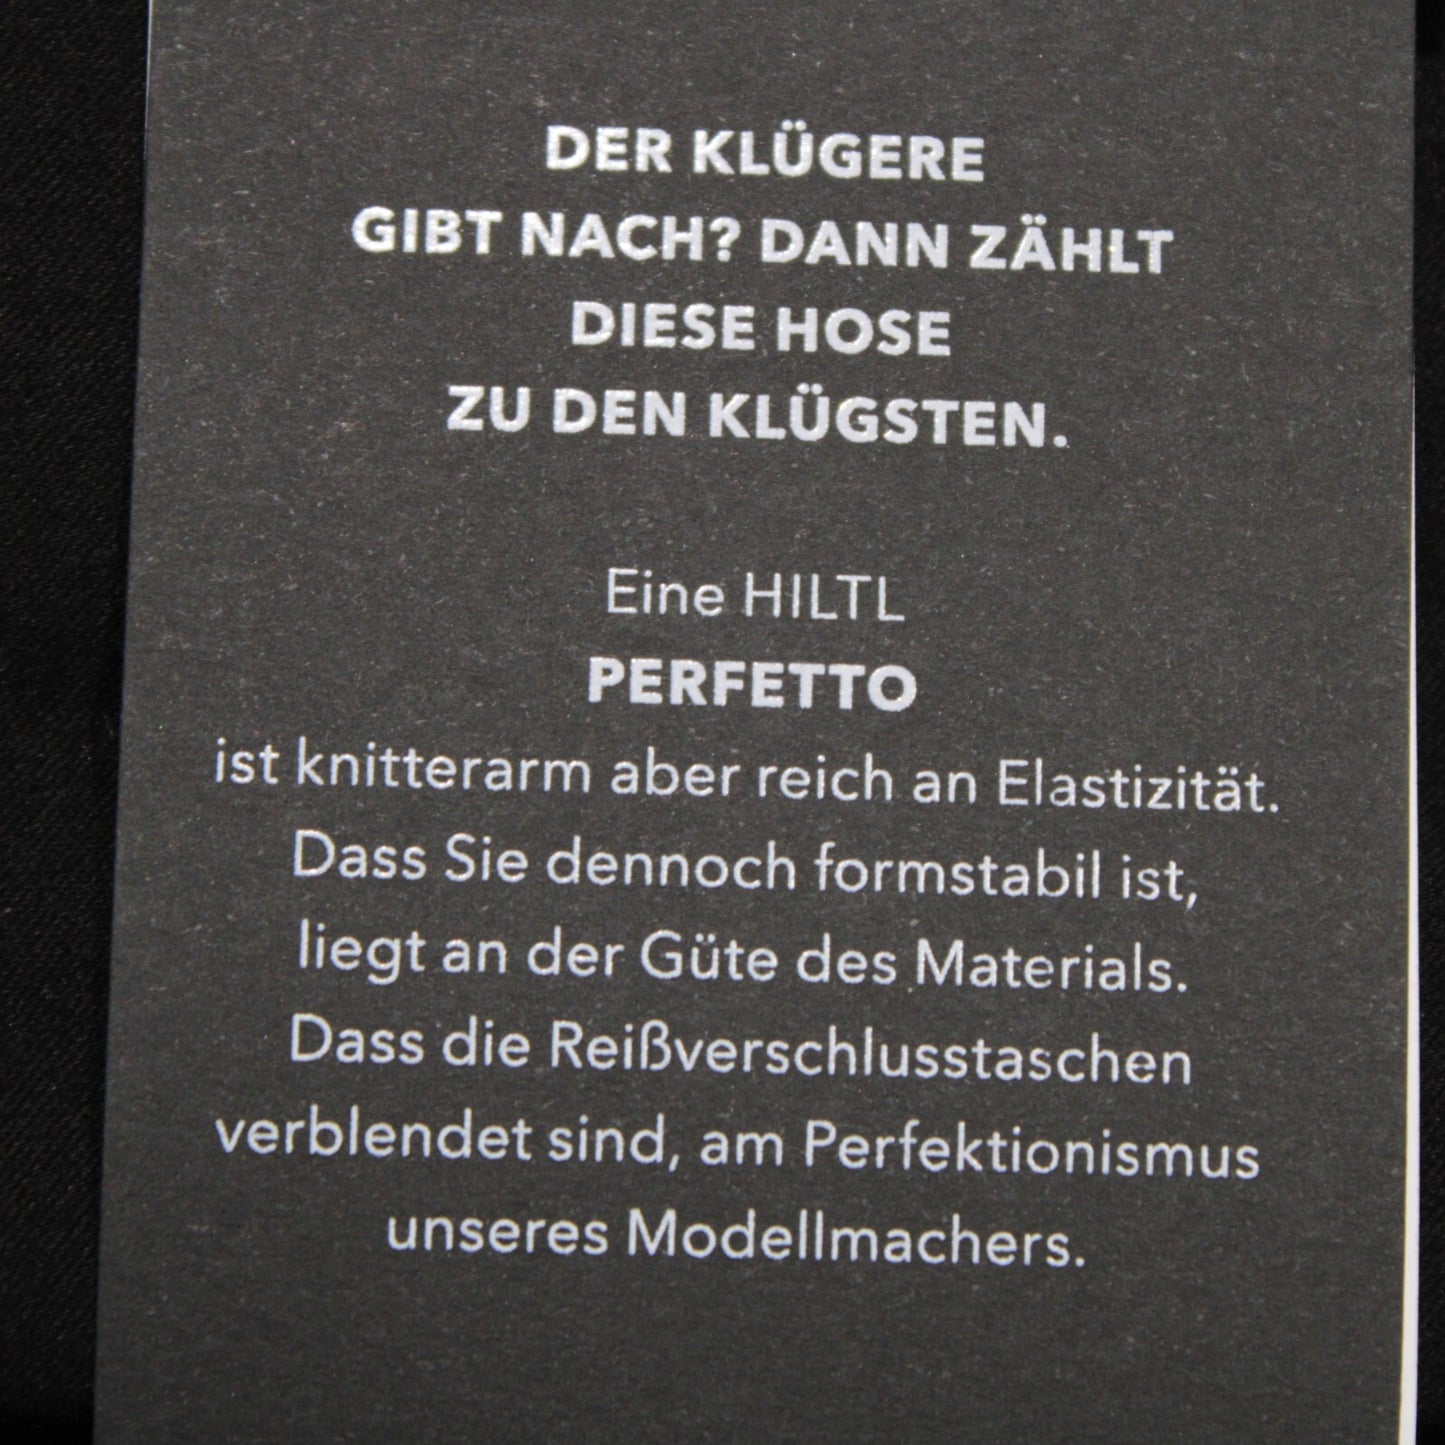 DER KLÜGERE
GIBT NACH? DANN ZÄHLT
DIESE HOSE
ZU DEN KLÜGSTEN.
Eine HILTL
PERFETTO
ist knitterarm aber reich an Elastizität.
Dass Sie dennoch formstabil ist,
liegt an der Güte des Materials.
Dass die Reißverschlusstaschen
verblendet sind, am Perfektionismus
unseres Modellmachers.